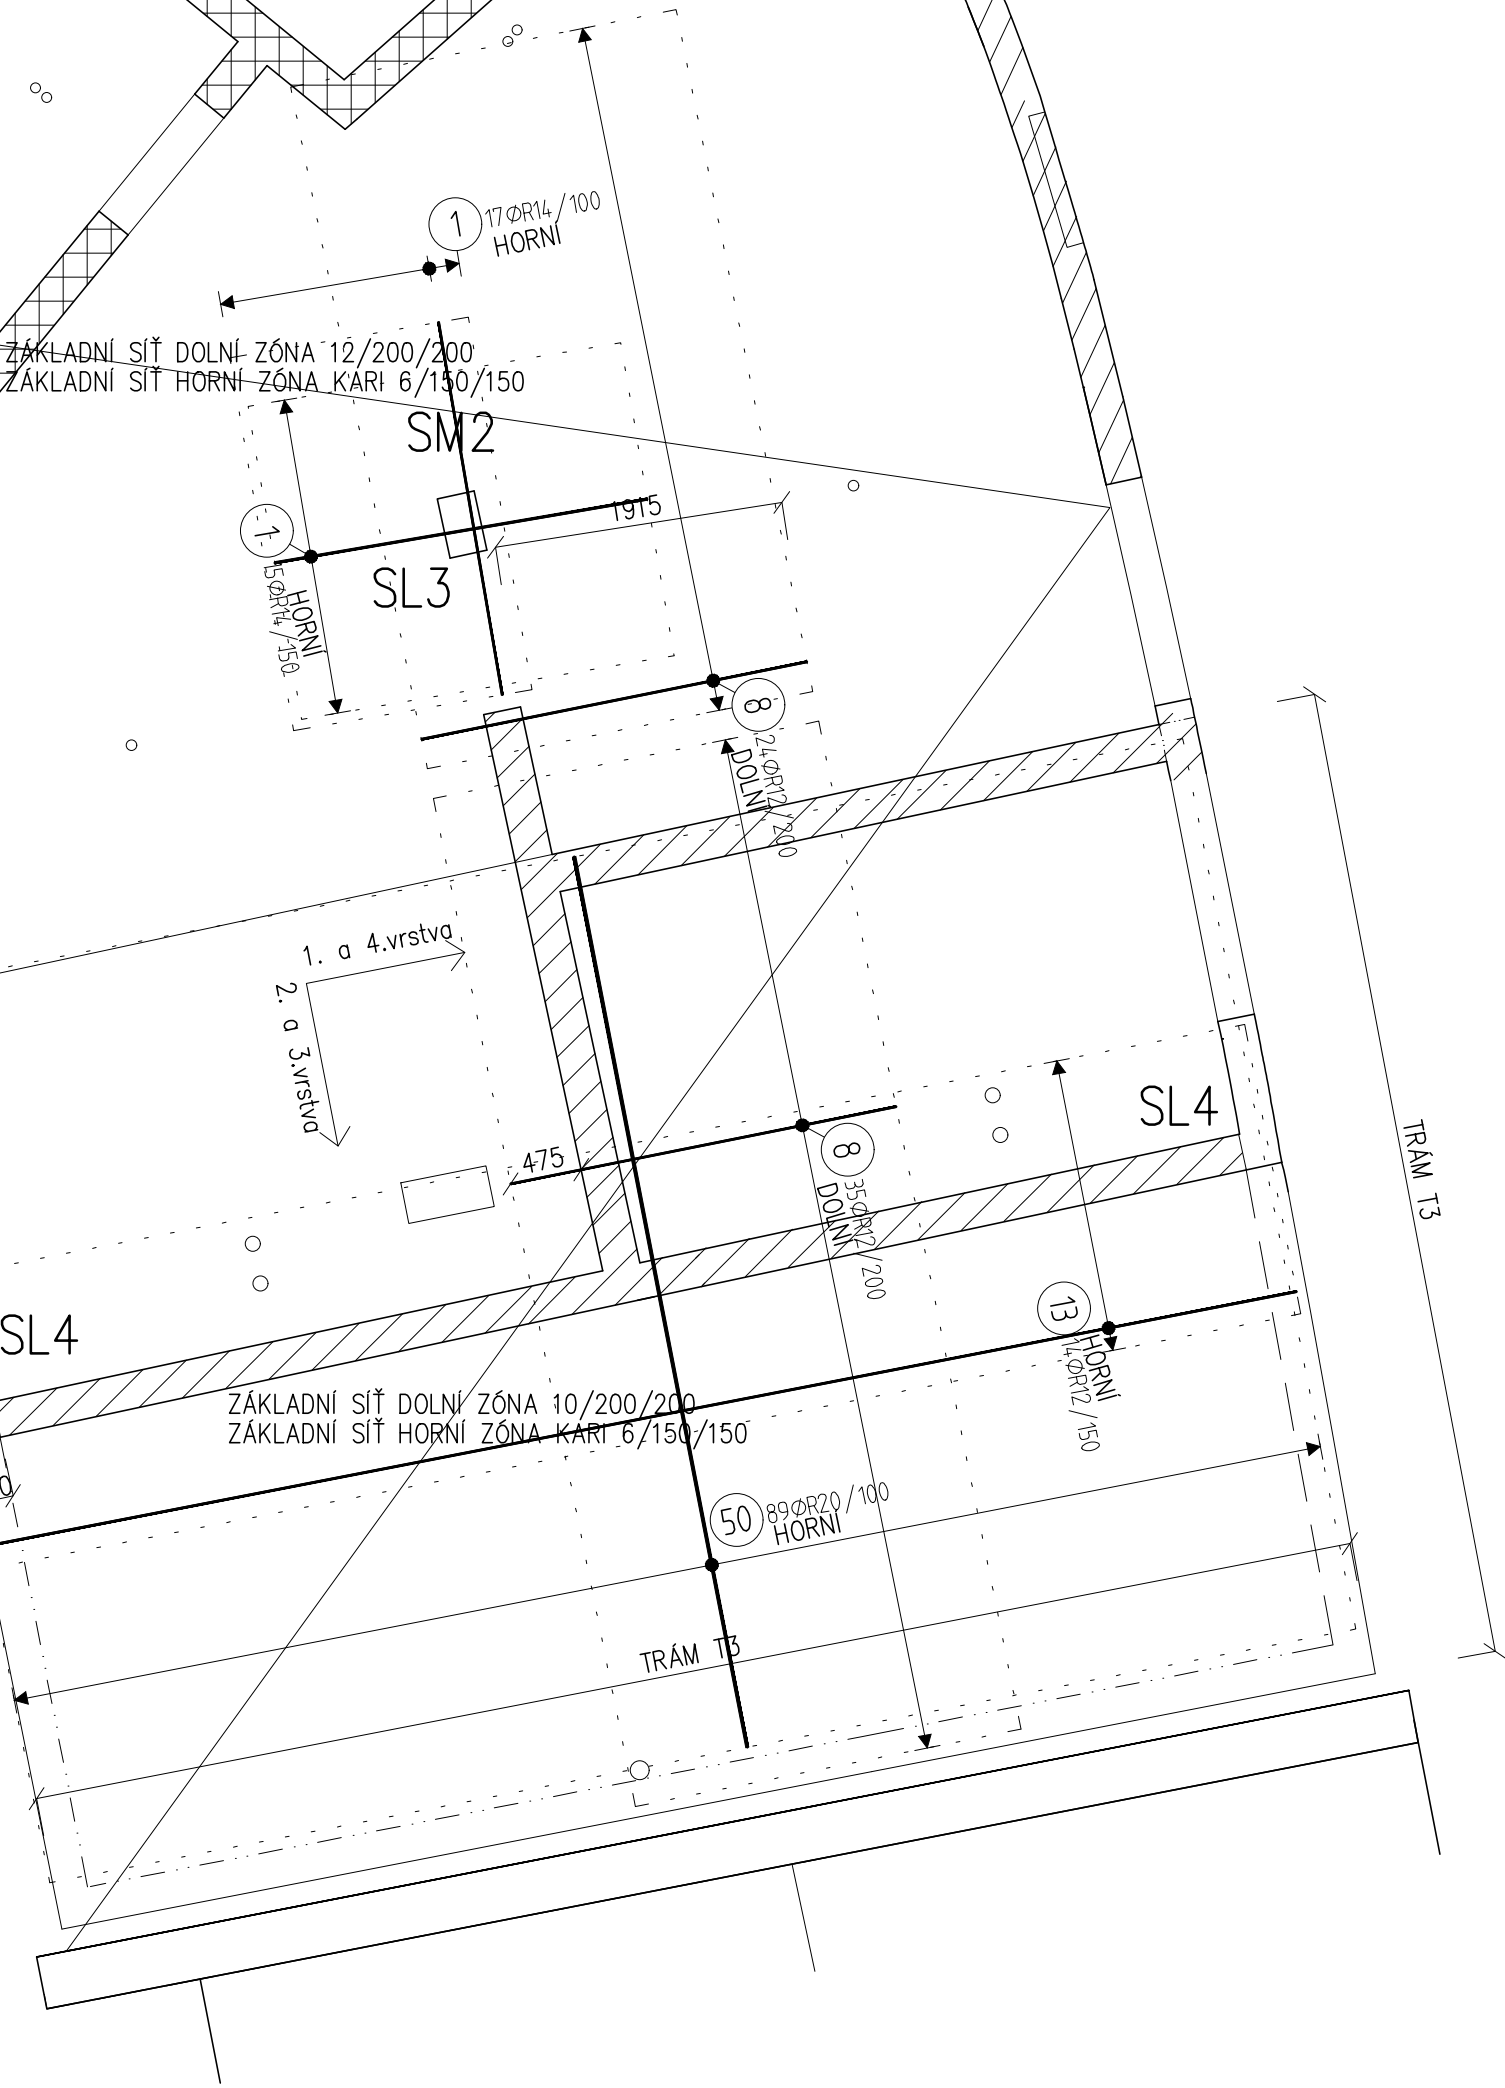 1
17ØR14/100
HORNÍ
ZÁKLADNÍ SÍŤ DOLNÍ ZÓNA 12/200/200
ZÁKLADNÍ SÍŤ HORNÍ ZÓNA KARI 6/150/150
SM2
1915
1
SL3
15ØR14/150
HORNÍ
8
24ØR12/200
DOLNÍ
1. a 4.vrstva
2. a 3.vrstva
SL4
TRÁM T3
475
8
35ØR12/200
DOLNÍ
13
HORNÍ
14ØR12/150
SL4
ZÁKLADNÍ SÍŤ DOLNÍ ZÓNA 10/200/200
ZÁKLADNÍ SÍŤ HORNÍ ZÓNA KARI 6/150/150
0
50
89ØR20/100
HORNÍ
TRÁM T3